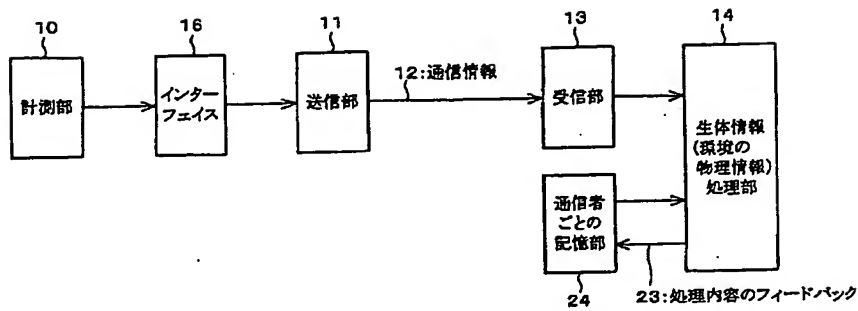 10
16
11
13
14
計測部
インター
フェイス
送信部
12:通信情報
受信部
生体情報
(環境の
物理情報)
処理部
通信者
ごとの
記憶部
24
23:処理内容のフィードバック